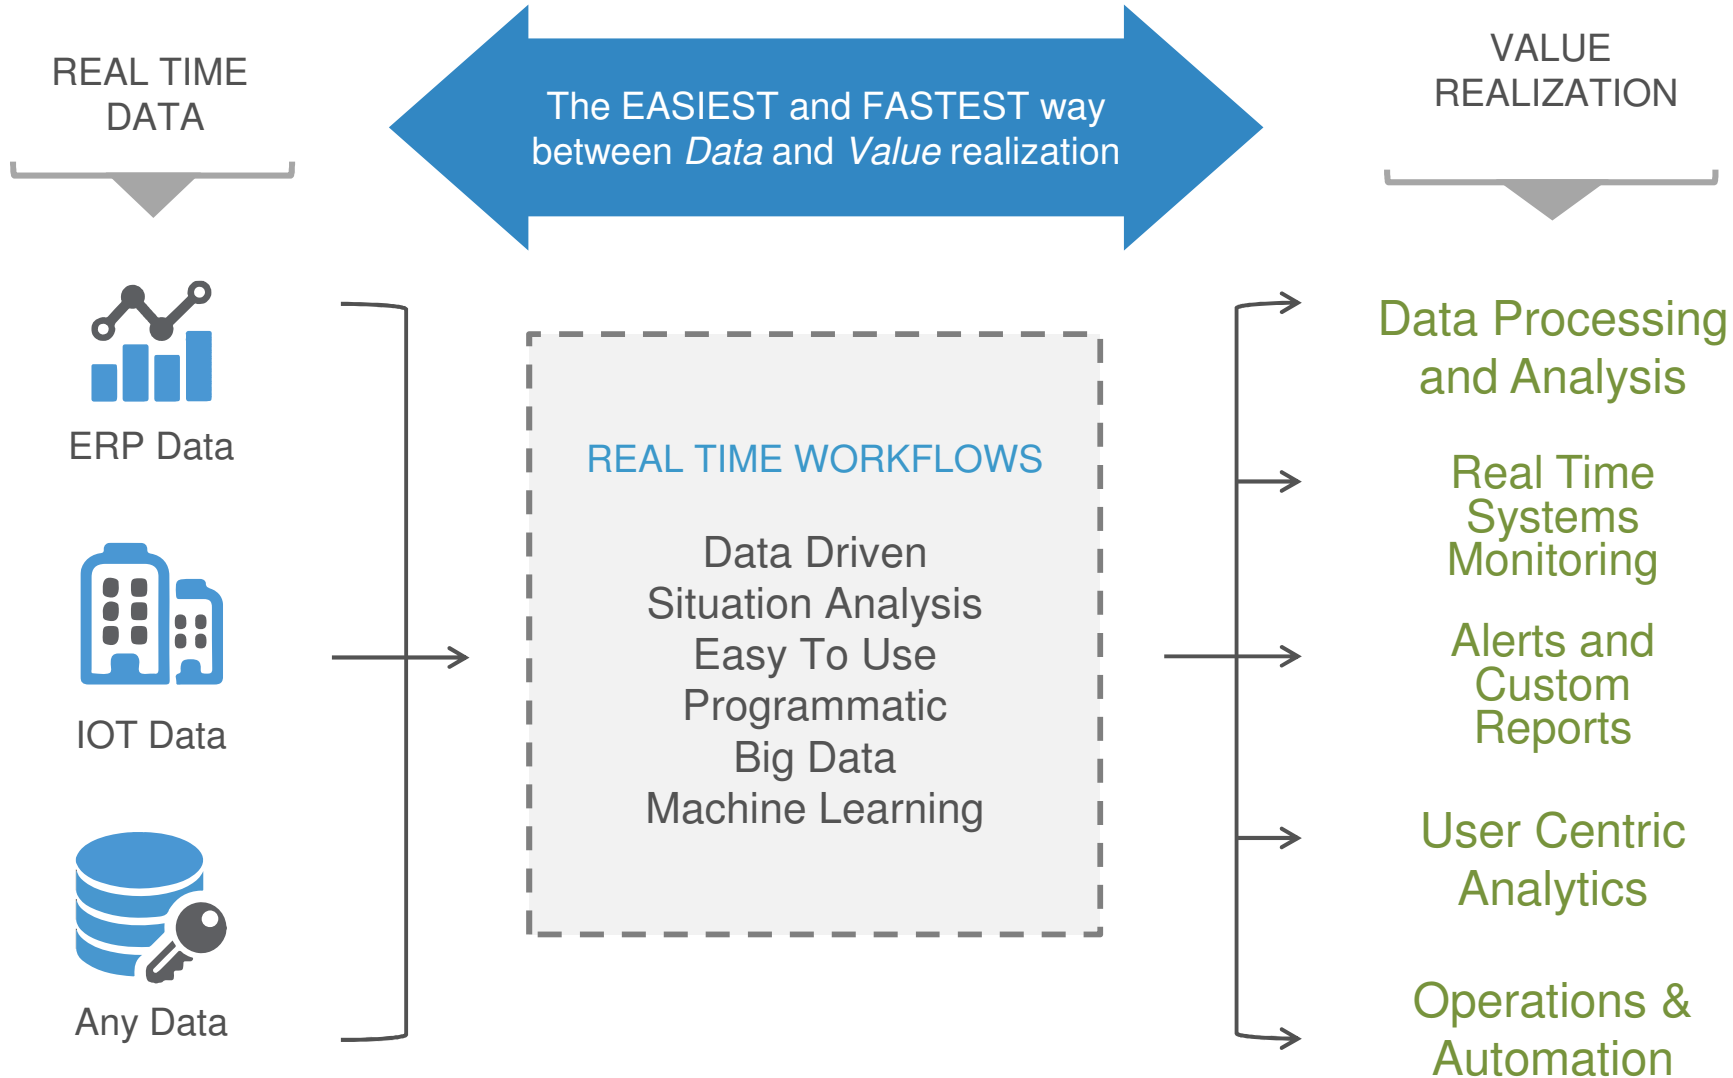 REAL TIME
DATA
The EASIEST and FASTEST way
between Data and Value realization
VALUE
REALIZATION
ERP Data
IOT Data
Any Data
REAL TIME WORKFLOWS
Data Driven
Situation Analysis
Easy To Use
Programmatic
Big Data
Machine Learning
Data Processing
and Analysis
Real Time
Systems
Monitoring
Alerts and
Custom
Reports
User Centric
Analytics
Operations &
Automation